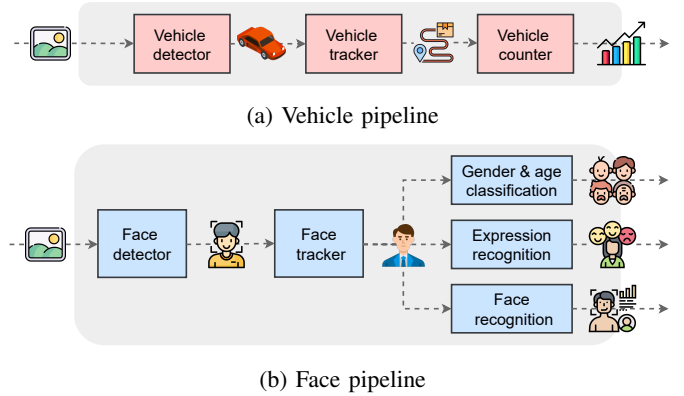 Vehicle
detector
Vehicle
tracker
Vehicle
counter
(a) Vehicle pipeline
Face
detector
Face
tracker
Gender & age
classification
Expression
recognition
Face
recognition
(b) Face pipeline